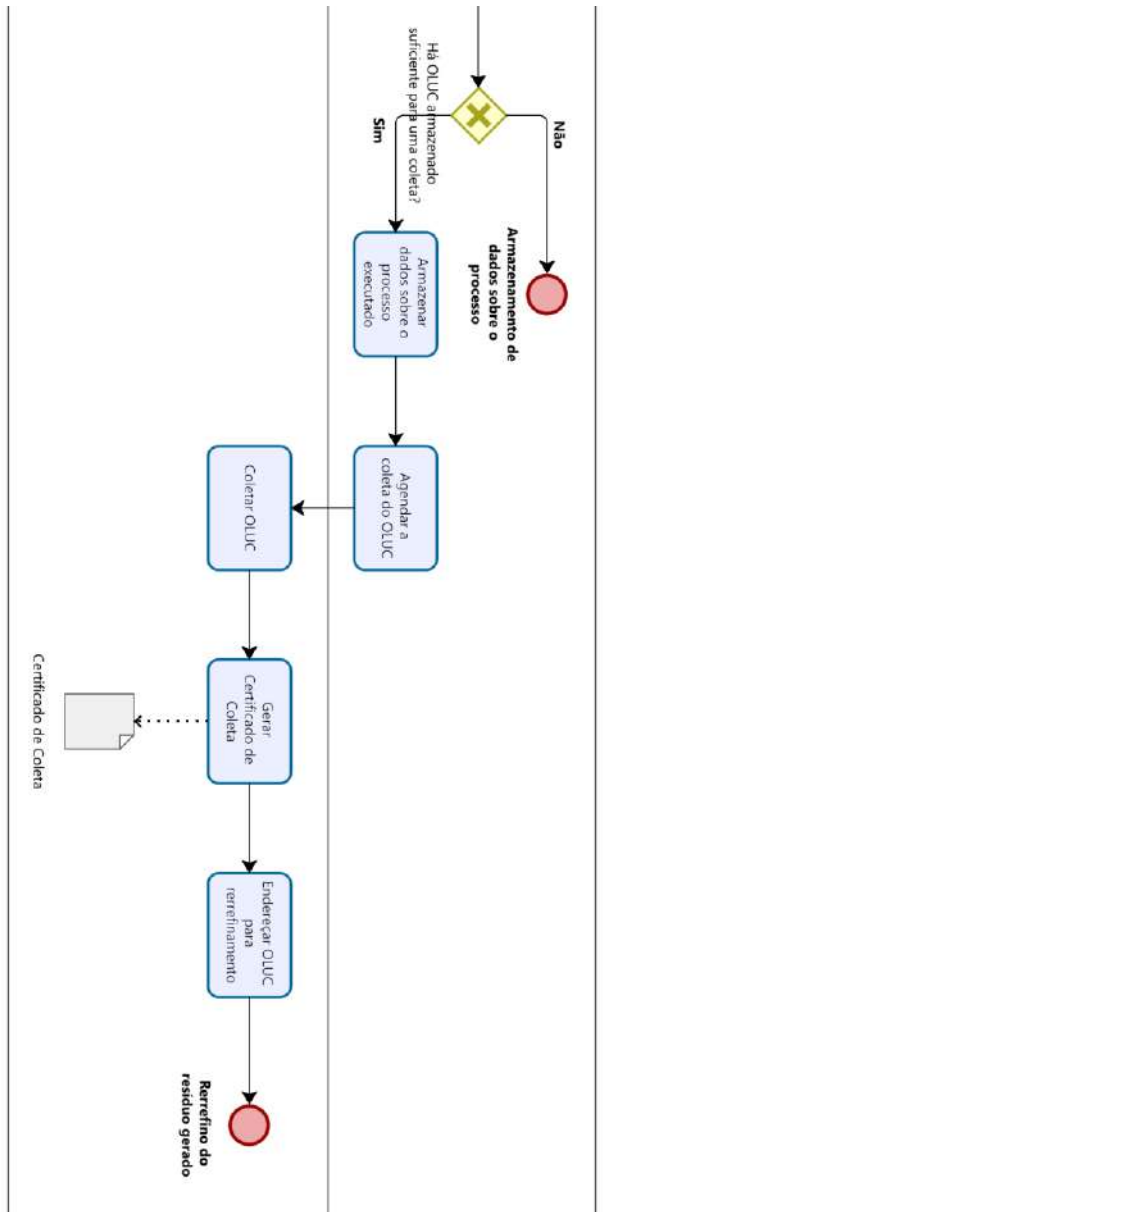 Há OLUC armazenado
suficiente para uma coleta?
Não
Sim
Armazenamento de
dados sobre o
processo
Armazenar
dados sobre o
processo
executado
Agendar a
coleta do OLUC
Coletar OLUC
Gerar
Certificado de
Coleta
Certificado de Coleta
Endereçar OLUC
para
rerrefinamento
Rerrefino do
resíduo gerado